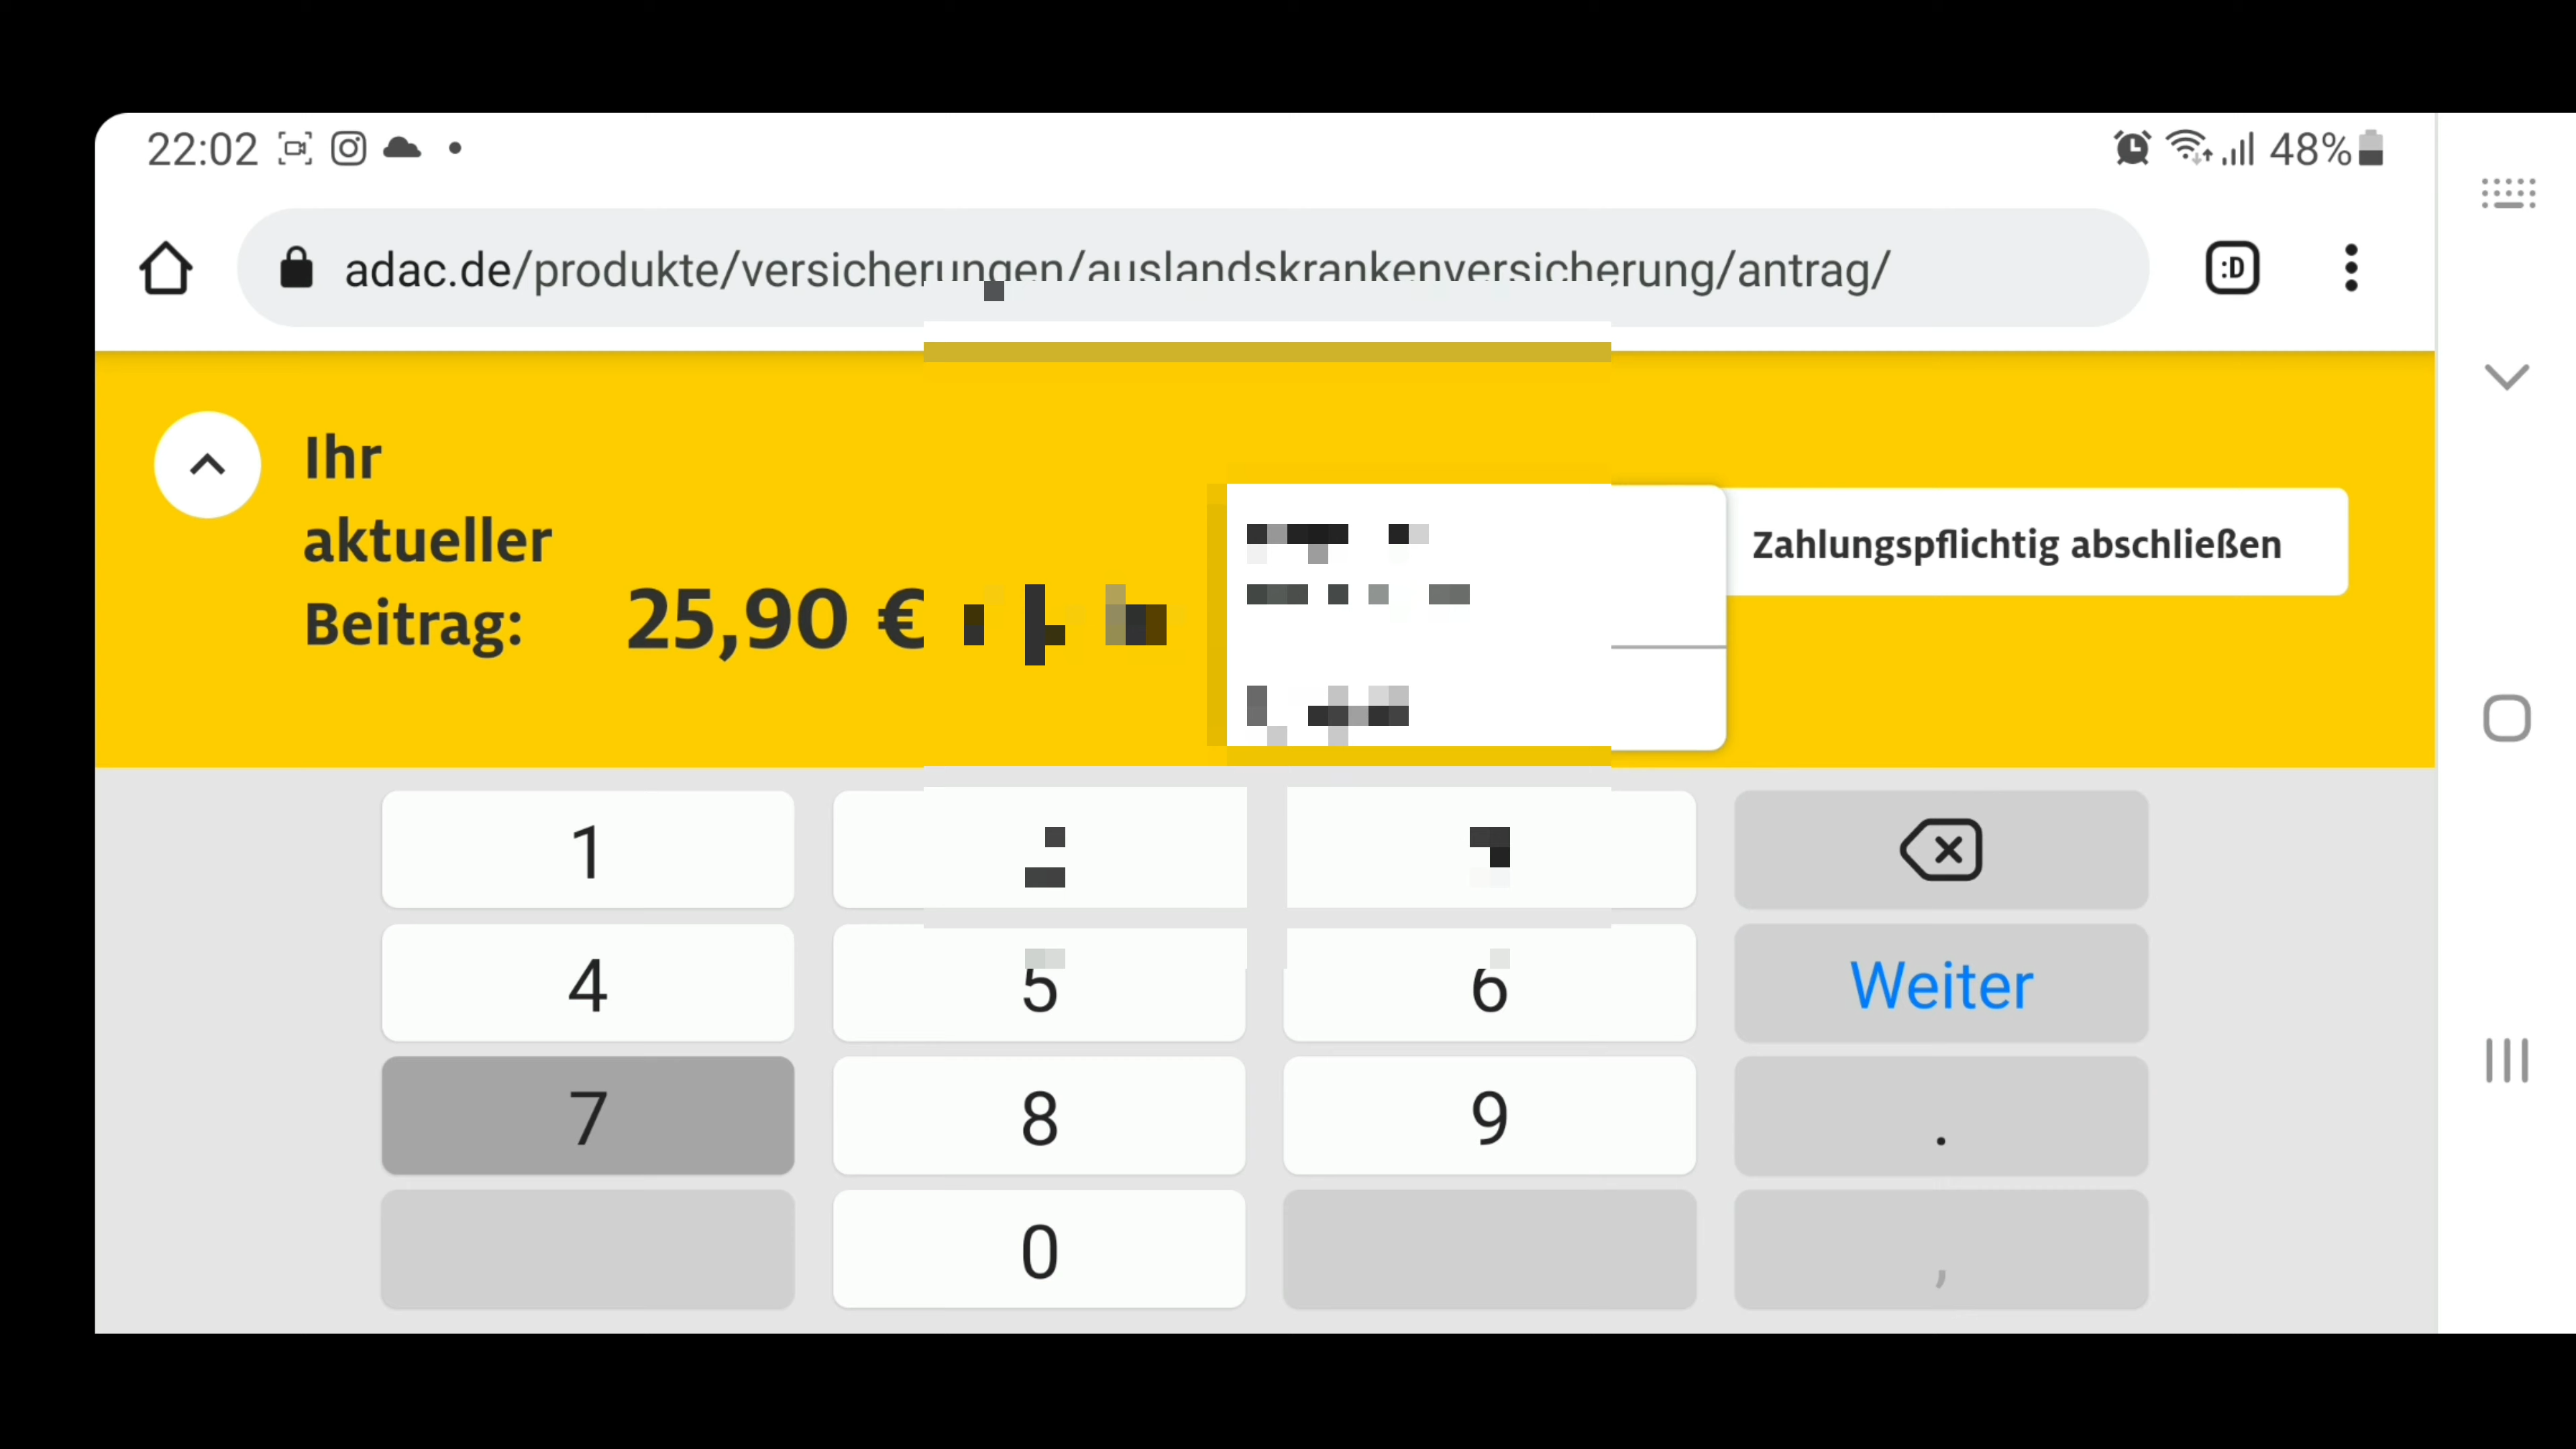 22:02
48%
adac.de/produkte/versicherungen/auslandskrankenversicherung/antrag/
:D
Ihr
aktueller
Beitrag: 25,90 €
Zahlungspflichtig abschließen
1
4 5 6 Weiter
7 8 9 .
0 ,